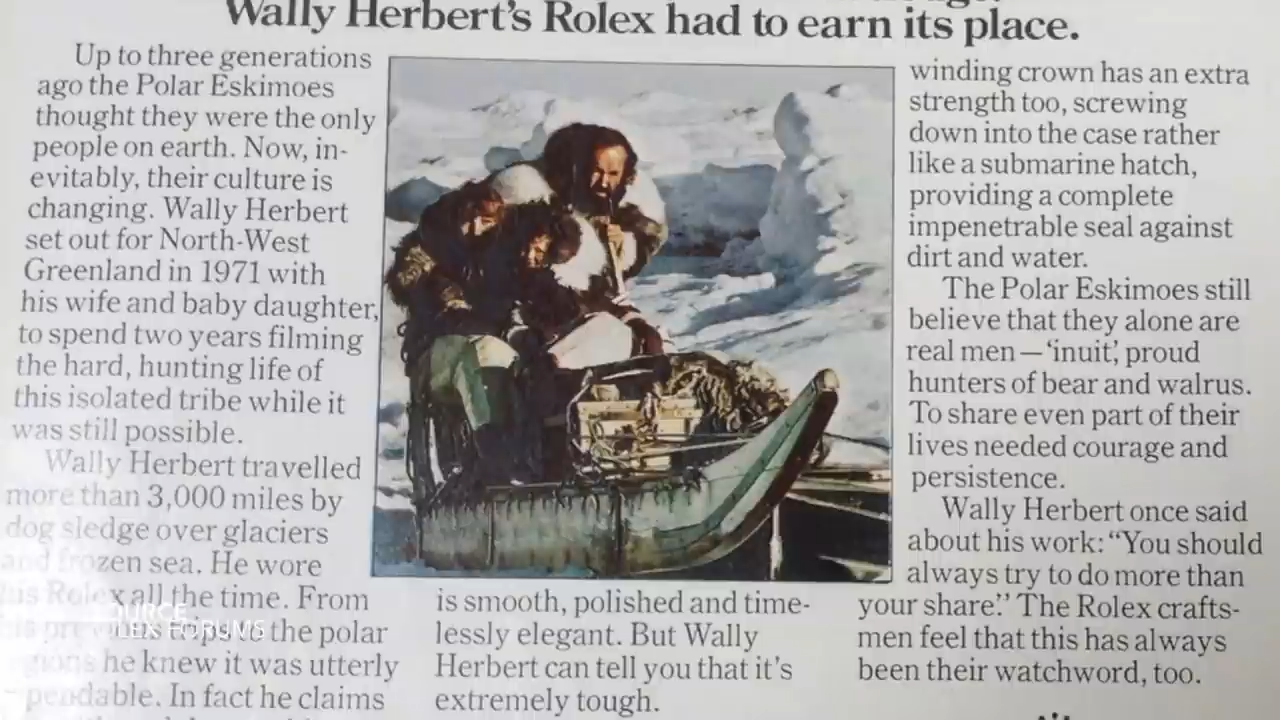 Wally Herbert's Rolex had to earn its place.
Up to three generations
ago the Polar Eskimoes
thought they were the only
people on earth. Now, in-
evitably, their culture is
changing. Wally Herbert
set out for North-West
Greenland in 1971 with
his wife and baby daughter,
to spend two years filming
the hard, hunting life of
this isolated tribe while it
was still possible.
Wally Herbert travelled
more than 3,000 miles by
dog sledge over glaciers
and frozen sea. He wore
his Rolex all the time. From
his previous trips to the polar
regions he knew it was utterly
dependable. In fact he claims
is smooth, polished and time-
lessly elegant. But Wally
Herbert can tell you that it's
extremely tough.
winding crown has an extra
strength too, screwing
down into the case rather
like a submarine hatch,
providing a complete
impenetrable seal against
dirt and water.
The Polar Eskimoes still
believe that they alone are
real men—'inuit', proud
hunters of bear and walrus.
To share even part of their
lives needed courage and
persistence.
Wally Herbert once said
about his work: "You should
always try to do more than
your share." The Rolex crafts-
men feel that this has always
been their watchword, too.
SOURCE
ROLEX FORUMS